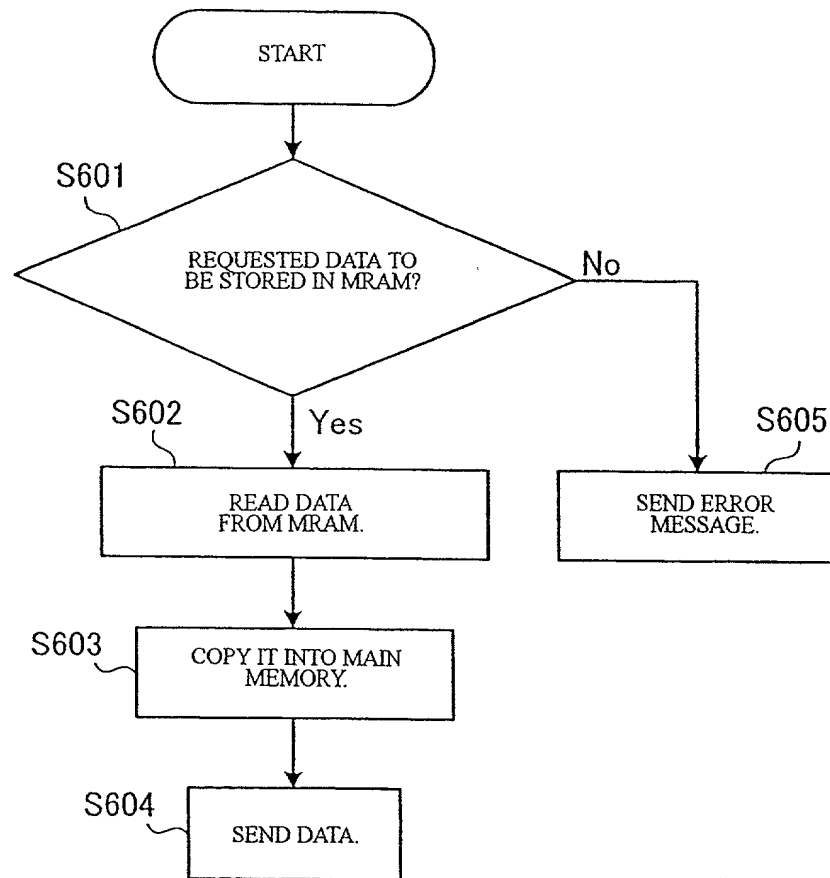 START
S601
REQUESTED DATA TO
BE STORED IN MRAM?
No
Yes
S602
READ DATA
FROM MRAM.
S605
SEND ERROR
MESSAGE.
S603
COPY IT INTO MAIN
MEMORY.
S604
SEND DATA.